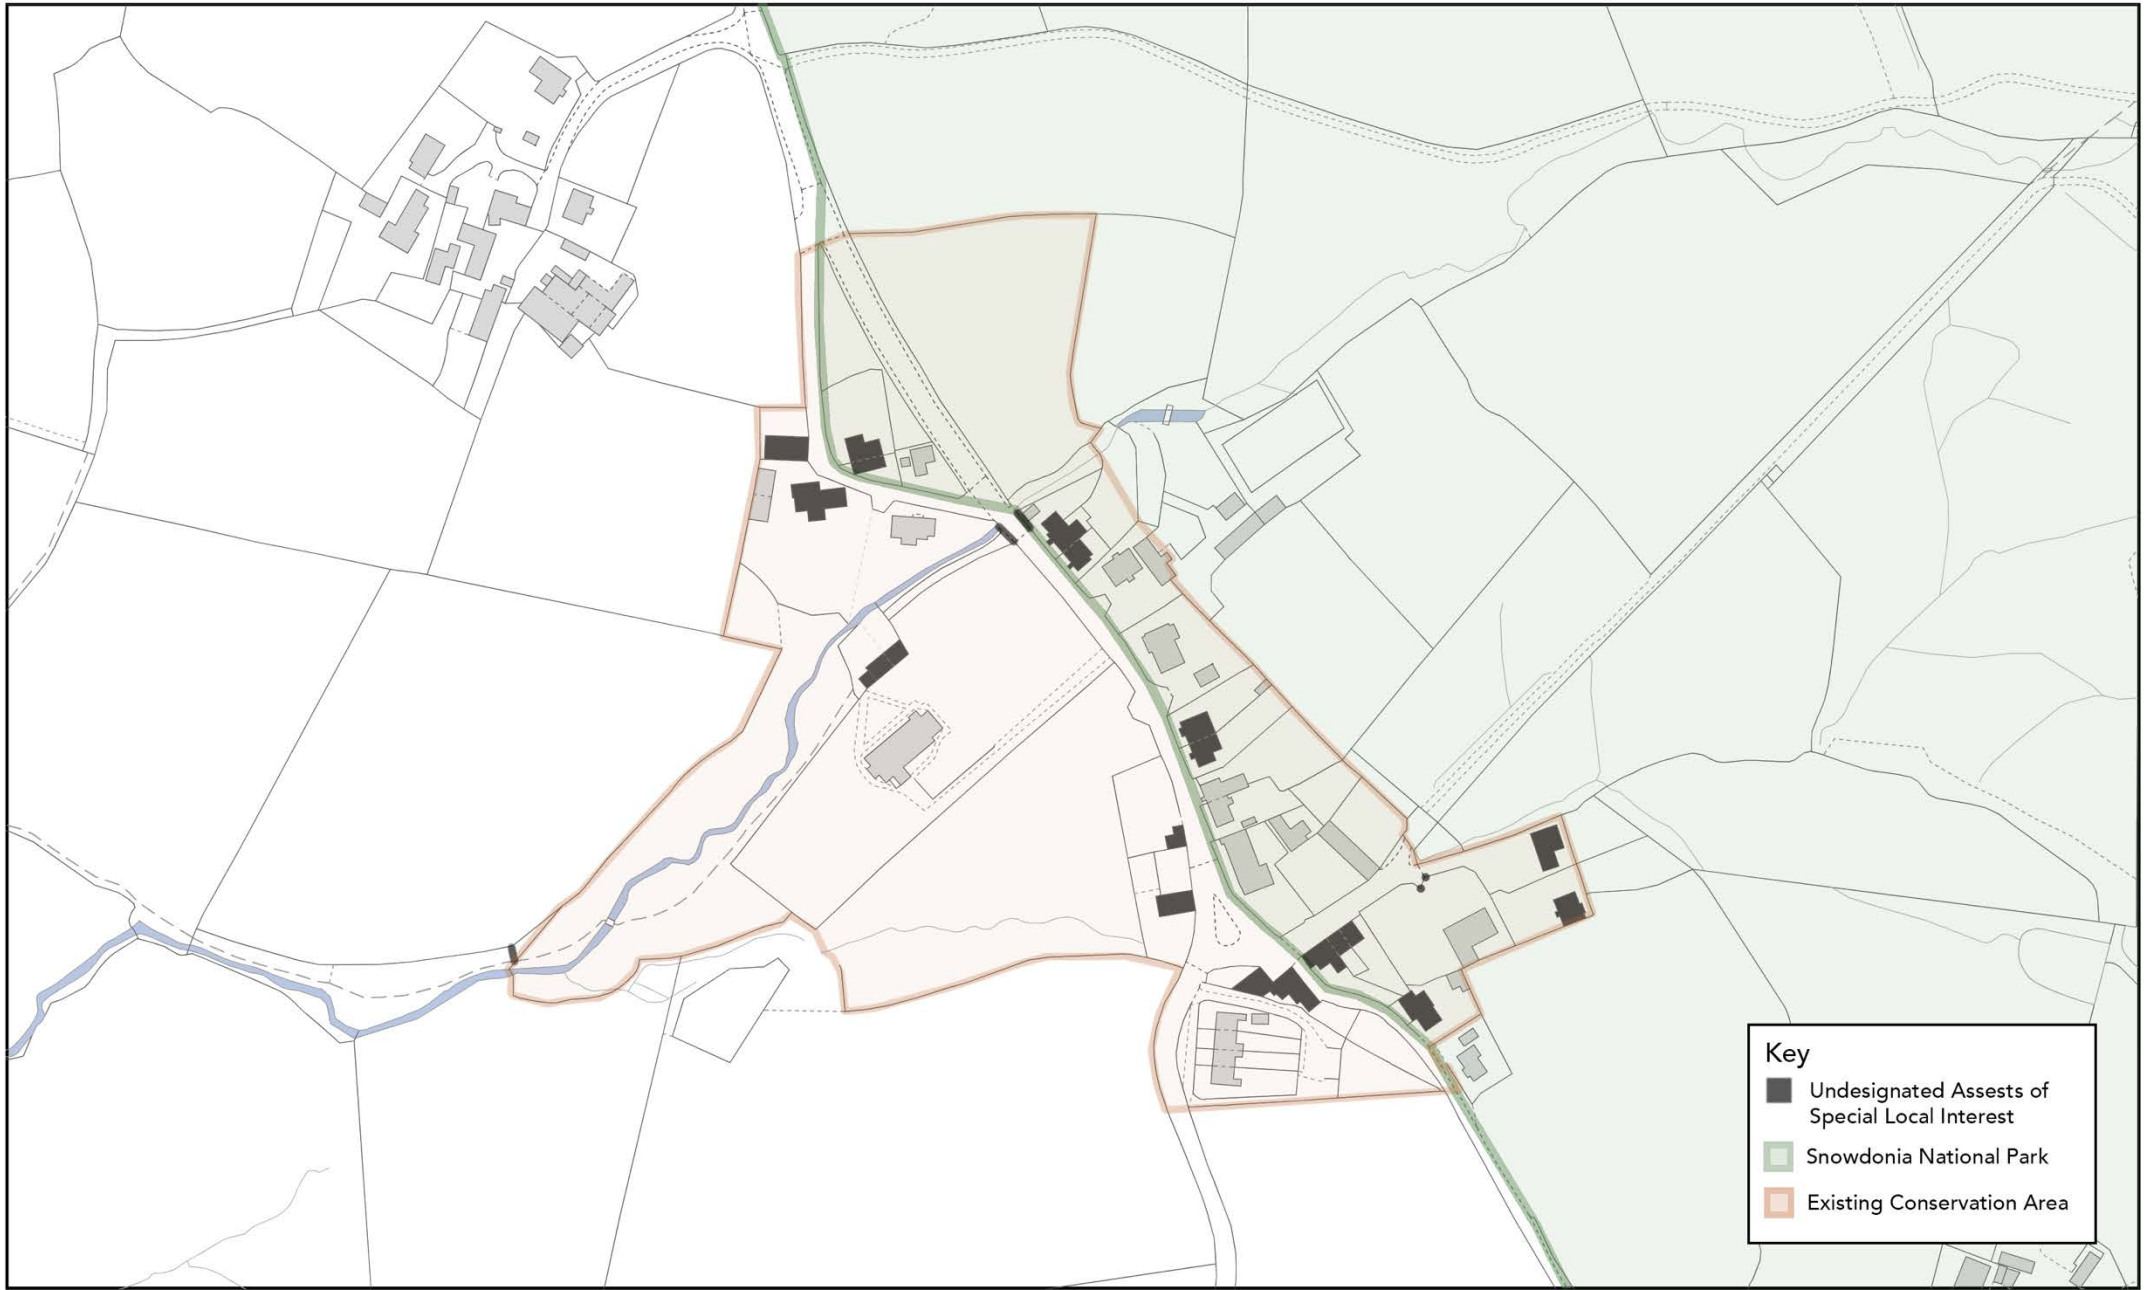 Key
Undesignated Assests of
Special Local Interest
Snowdonia National Park
Existing Conservation Area